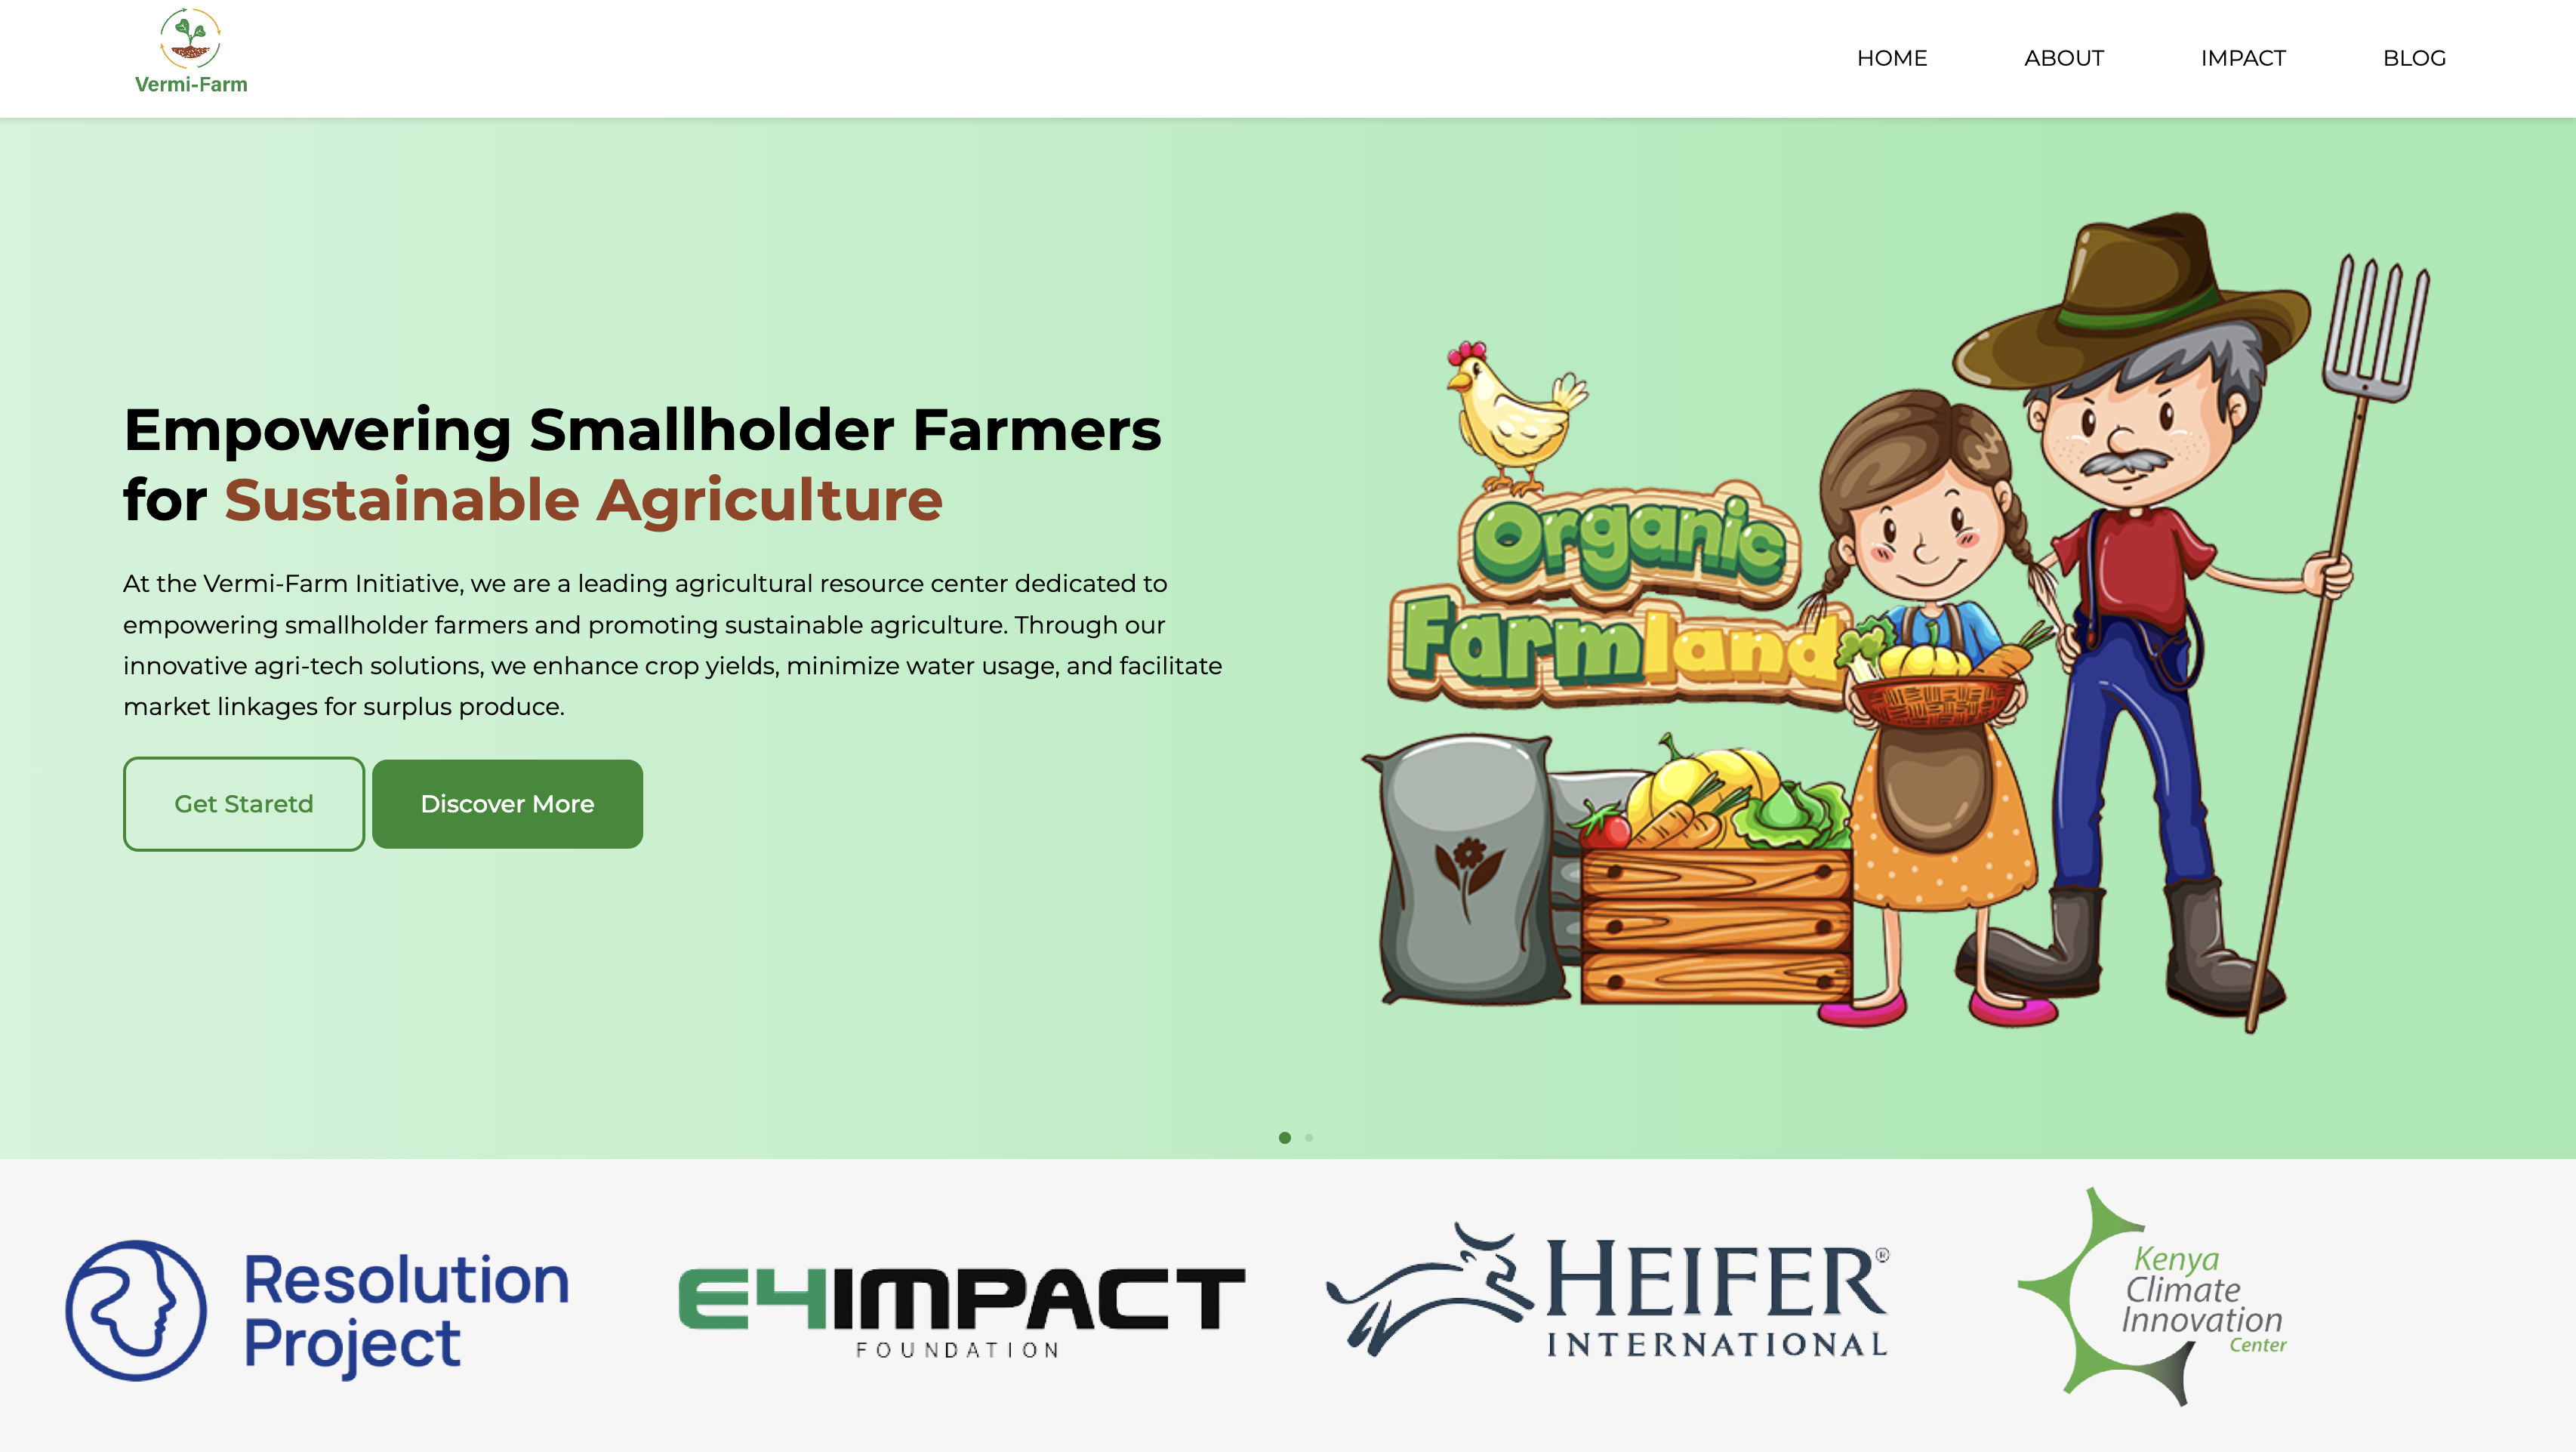 Vermi-Farm
HOME
ABOUT
IMPACT
BLOG
Empowering Smallholder Farmers
for Sustainable Agriculture
At the Vermi-Farm Initiative, we are a leading agricultural resource center dedicated to
empowering smallholder farmers and promoting sustainable agriculture. Through our
innovative agri-tech solutions, we enhance crop yields, minimize water usage, and facilitate
market linkages for surplus produce.
Get Staretd
Discover More
Organic
Farmland
Resolution
Project
E4IMPACT
FOUNDATION
HEIFER®
INTERNATIONAL
Kenya
Climate
Innovation
Center